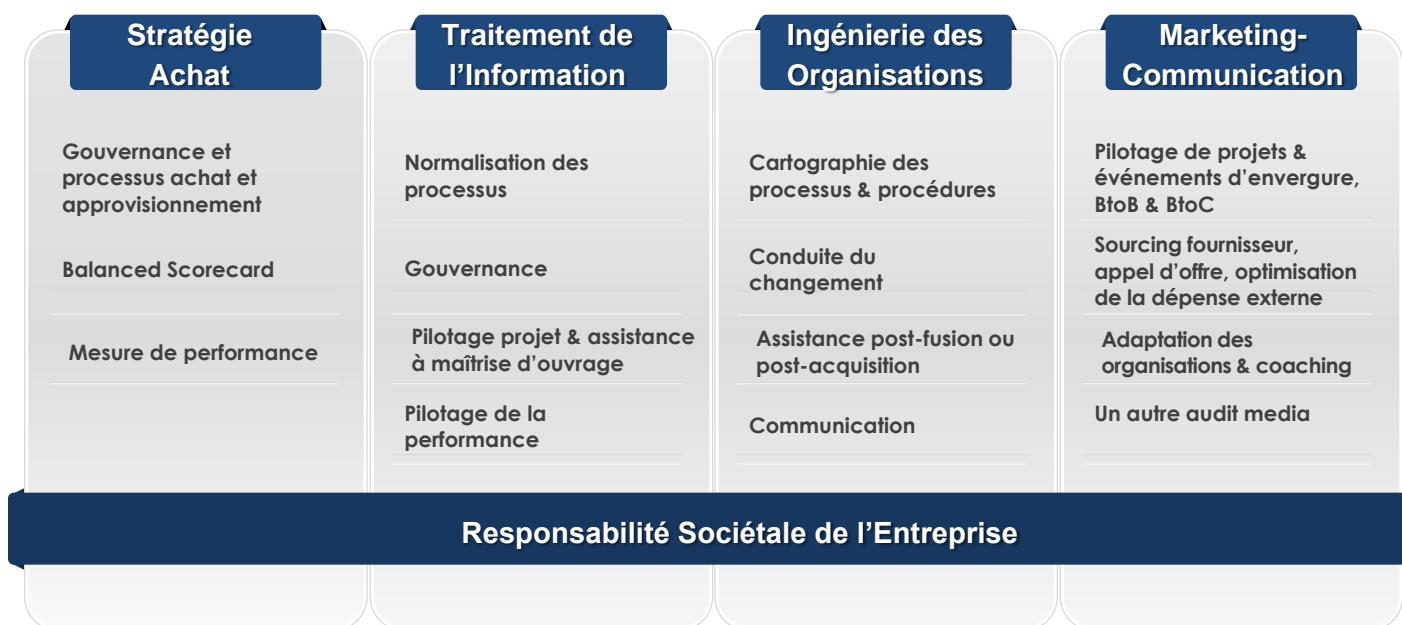 Stratégie
Achat
Gouvernance et
processus achat et
approvisionnement
Balanced Scorecard
Mesure de performance
Traitement de
l’Information
Normalisation des
processus
Gouvernance
Pilotage projet & assistance
à maîtrise d’ouvrage
Pilotage de la
performance
Ingénierie des
Organisations
Cartographie des
processus & procédures
Conduite du
changement
Assistance post-fusion ou
post-acquisition
Communication
Marketing-
Communication
Pilotage de projets &
événements d’envergure,
BtoB & BtoC
Sourcing fournisseur,
appel d’offre, optimisation
de la dépense externe
Adaptation des
organisations & coaching
Un autre audit media
Responsabilité Sociétale de l’Entreprise